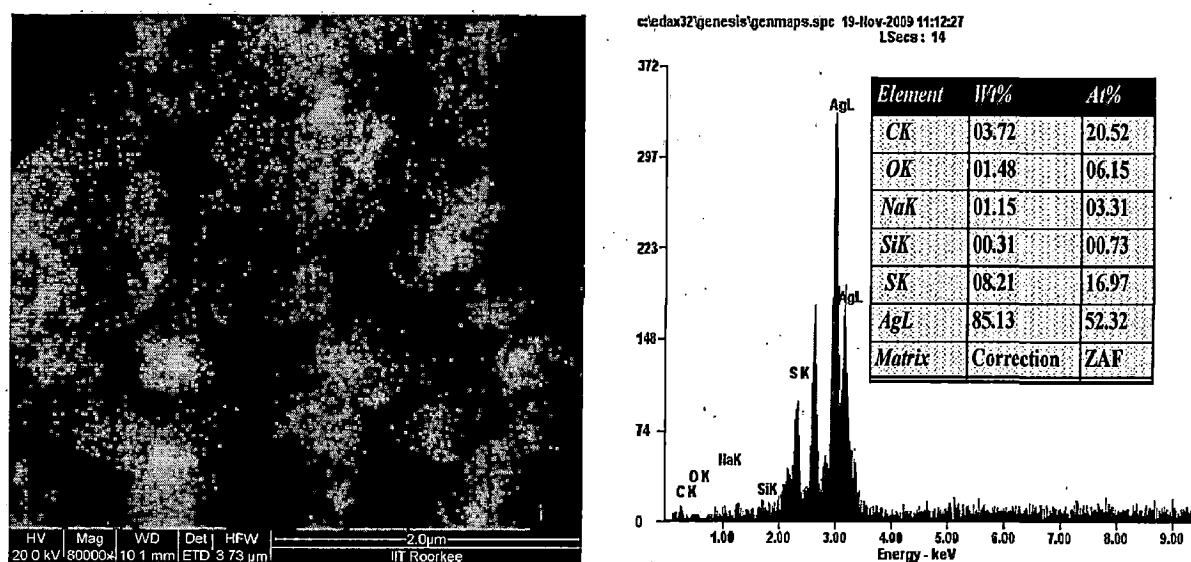 HV Mag WD Det HFW 2.0µm
20.0 kV 80000x 10.1 mm ETD 3.73 µm IIT Roorkee
c:\edax32\genesis\genmaps.spc 19-Nov-2009 11:12:27
LSecs : 14
372
297
223
148
74
0
AgL
AgL
S K
NaK
O K
C K
SiK
Element Wt% At%
CK 03.72 20.52
OK 01.48 06.15
NaK 01.15 03.31
SiK 00.31 00.73
SK 08.21 16.97
AgL 85.13 52.32
Matrix Correction ZAF
1.00 2.00 3.00 4.00 5.00 6.00 7.00 8.00 9.00
Energy - keV